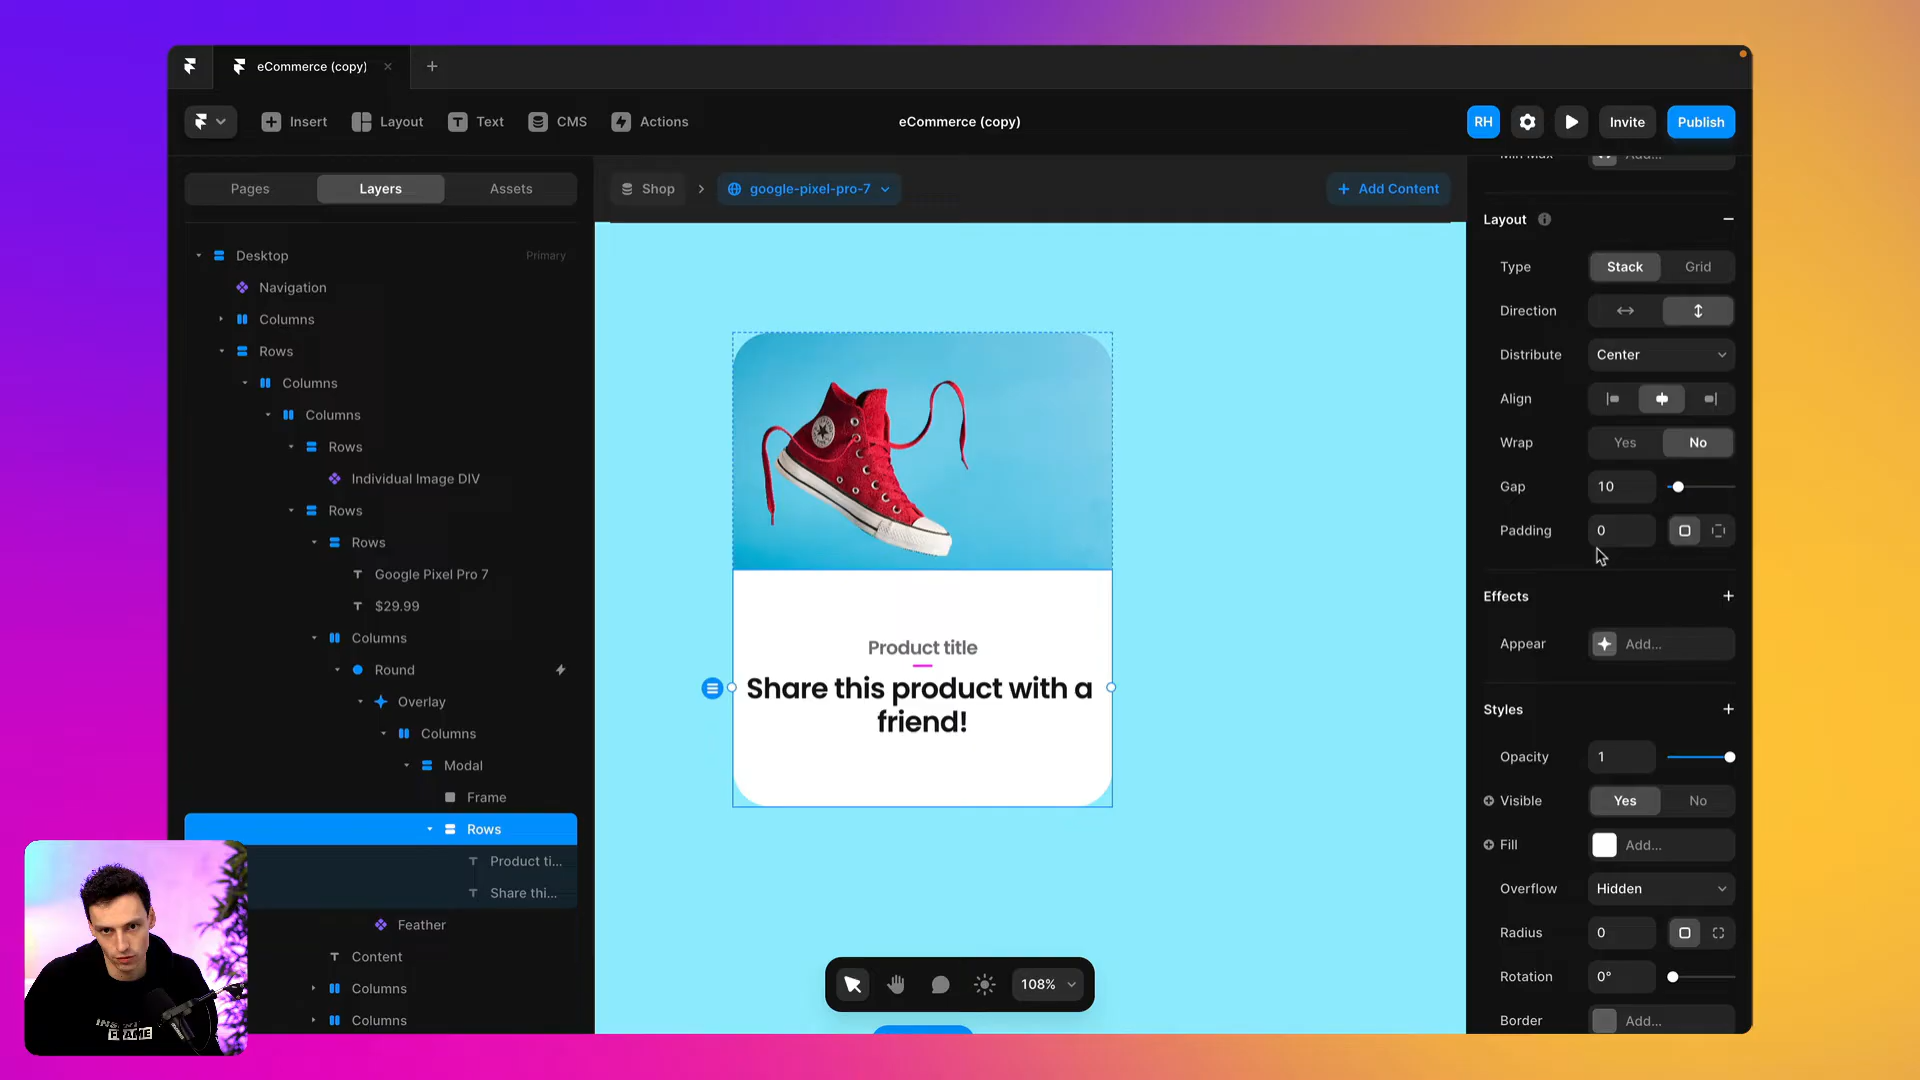 eCommerce (copy)
Insert
Layout
Text
CMS
Actions
eCommerce (copy)
RH
Invite
Publish
Pages
Layers
Assets
Shop
google-pixel-pro-7
Add Content
Desktop
Primary
Navigation
Columns
Rows
Columns
Columns
Rows
Individual Image DIV
Rows
Rows
Google Pixel Pro 7
$29.99
Columns
Round
Overlay
Columns
Modal
Frame
Rows
Product ti...
Share thi...
Feather
Content
Columns
Columns
Product title
Share this product with a
friend!
108%
Min Max
Add...
Layout
Type
Stack
Grid
Direction
Distribute
Center
Align
Wrap
Yes
No
Gap
10
Padding
0
Effects
Appear
Add...
Styles
Opacity
1
Visible
Yes
No
Fill
Add...
Overflow
Hidden
Radius
0
Rotation
0°
Border
Add...
FRAME